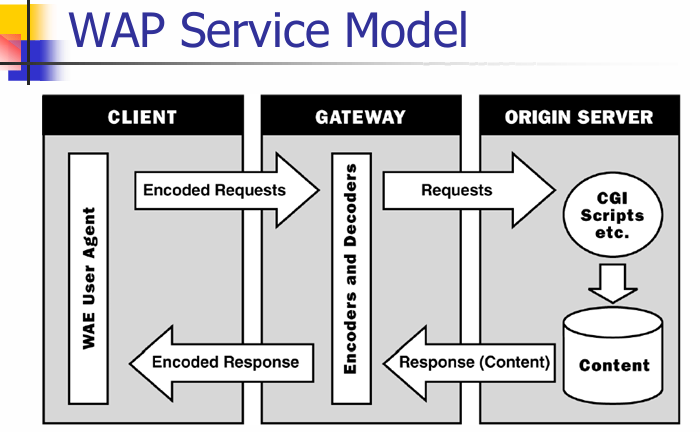 WAP Service Model
CLIENT
GATEWAY
ORIGIN SERVER
WAE User Agent
Encoded Requests
Encoders and Decoders
Requests
CGI
Scripts
etc.
Encoded Response
Response (Content)
Content